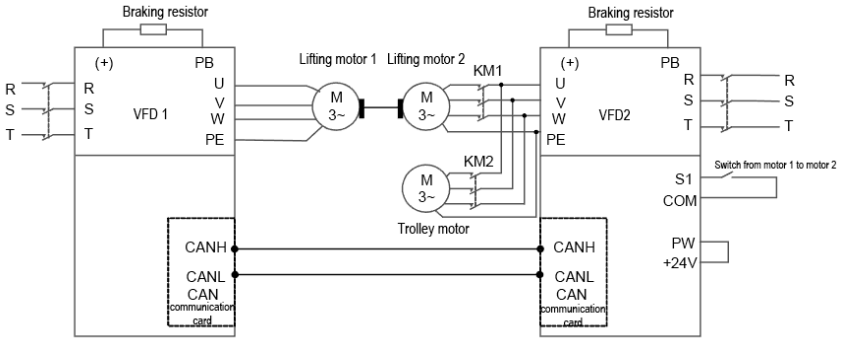 Braking resistor
Braking resistor
(+) PB
Lifting motor 1 Lifting motor 2
KM1
(+) PB
R R U M 3~ M 3~ U R R
S S VFD 1 V V VFD2 S S
W W
T T PE PE T T
KM2
M 3~
Trolley motor
Switch from motor 1 to motor 2
S1
COM
CANH CANH
PW
+24V
CANL CANL
CAN CAN
communication communication
card card